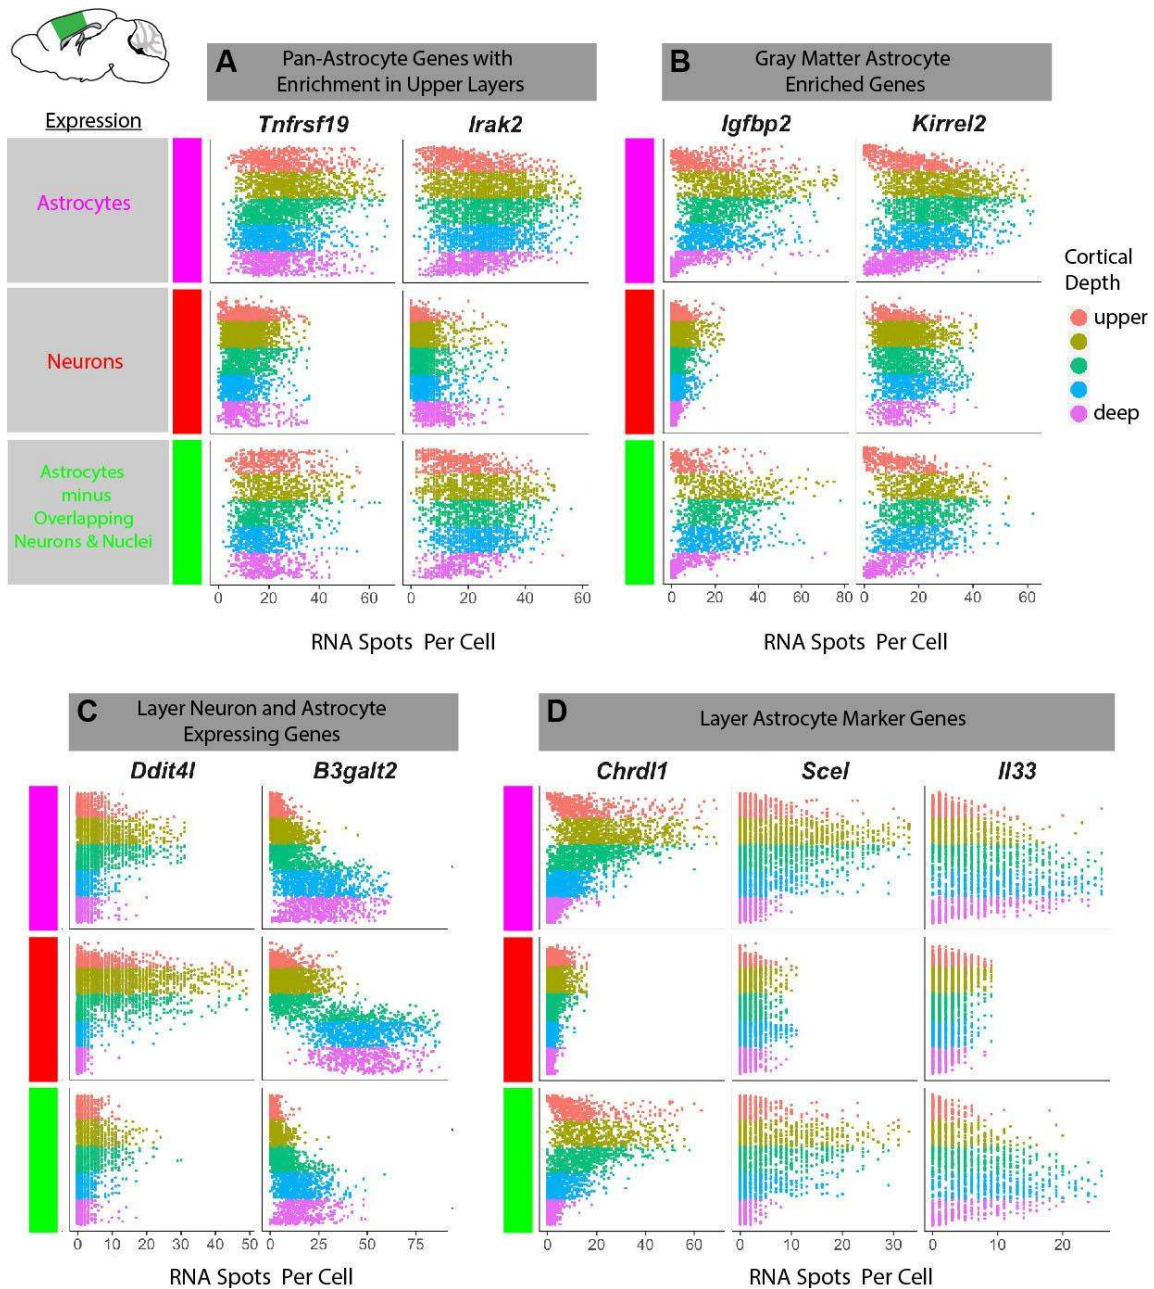 A Pan-Astrocyte Genes with
Enrichment in Upper Layers
B Gray Matter Astrocyte
Enriched Genes
Expression
Tnfrsf19 Irak2 Igfbp2 Kirrel2
Astrocytes
Neurons
Astrocytes
minus
Overlapping
Neurons & Nuclei
Cortical
Depth
upper
deep
0 20 40 60 0 20 40 60 0 20 40 60 80 0 20 40 60
RNA Spots Per Cell RNA Spots Per Cell
C Layer Neuron and Astrocyte
Expressing Genes
D Layer Astrocyte Marker Genes
Ddit4l B3galt2 Chrdl1 Scel Il33
0 10 20 30 40 50 0 25 50 75 0 20 40 60 0 10 20 30 0 10 20
RNA Spots Per Cell RNA Spots Per Cell